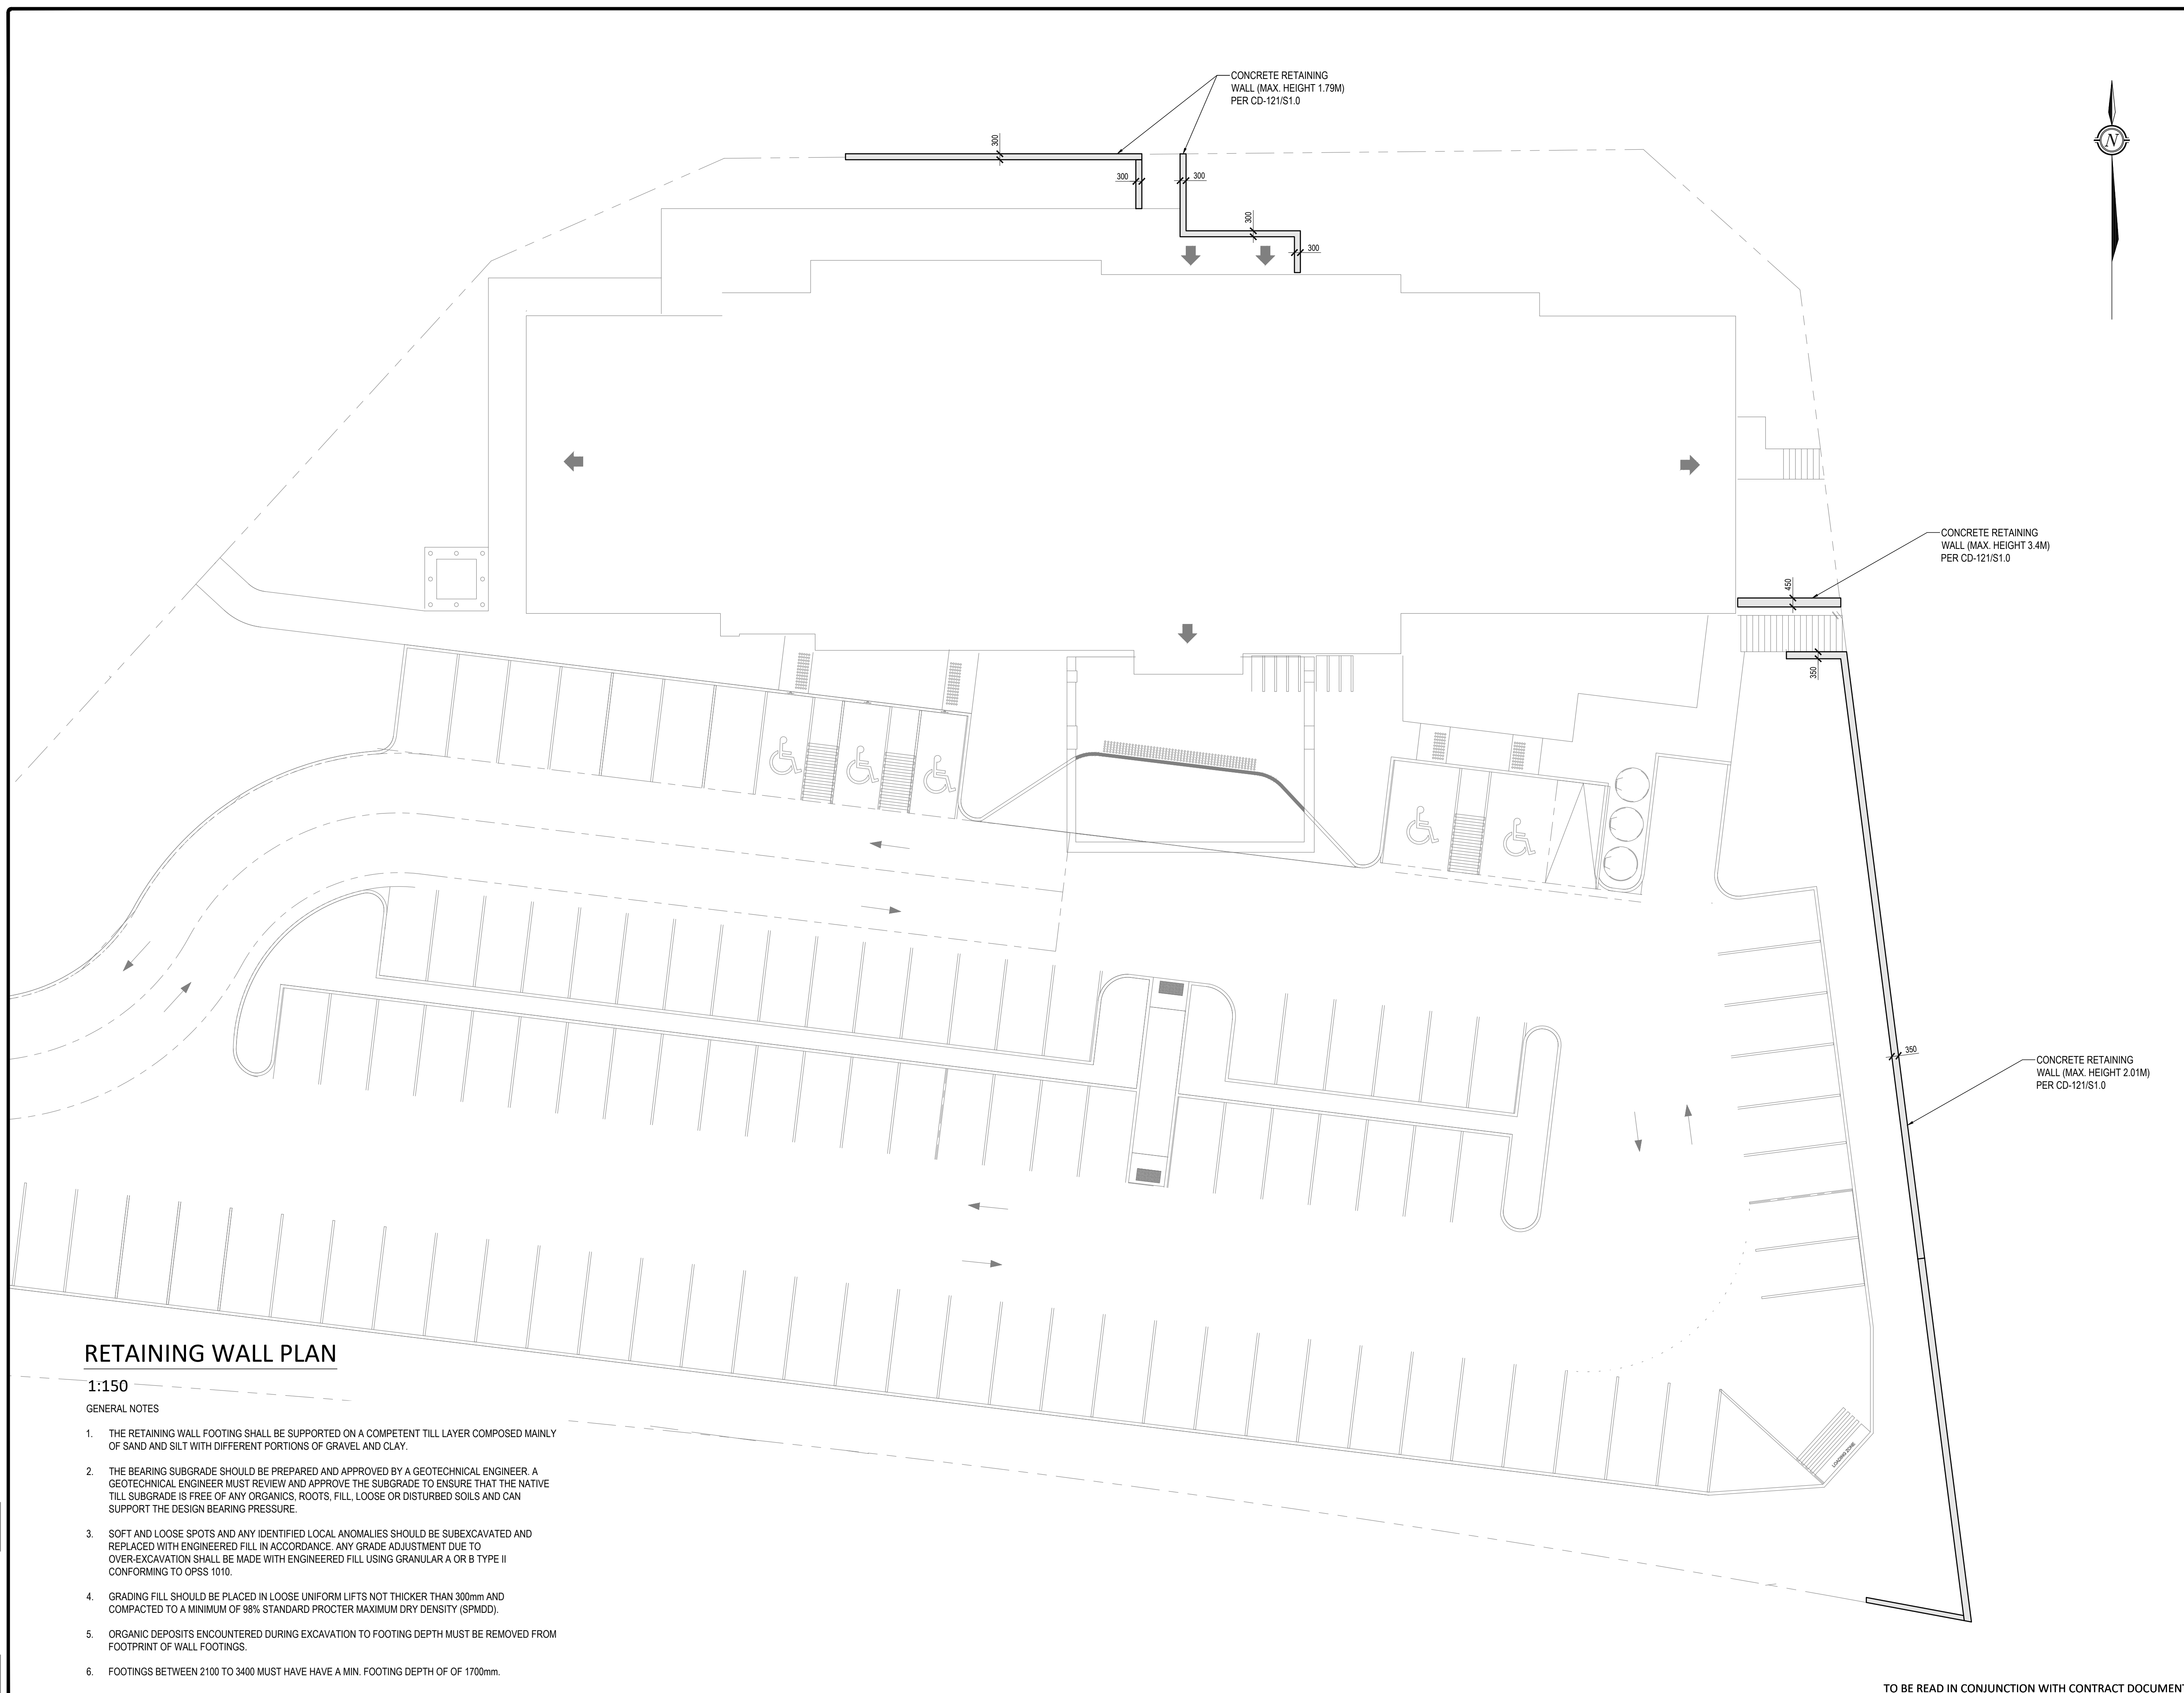 CONCRETE RETAINING
WALL (MAX. HEIGHT 1.79M)
PER CD-121/S1.0
N
300
300
300
300
300
CONCRETE RETAINING
WALL (MAX. HEIGHT 3.4M)
PER CD-121/S1.0
450
350
350
CONCRETE RETAINING
WALL (MAX. HEIGHT 2.01M)
PER CD-121/S1.0
LOADING ZONE
RETAINING WALL PLAN
1:150
GENERAL NOTES
1. THE RETAINING WALL FOOTING SHALL BE SUPPORTED ON A COMPETENT TILL LAYER COMPOSED MAINLY
OF SAND AND SILT WITH DIFFERENT PORTIONS OF GRAVEL AND CLAY.
2. THE BEARING SUBGRADE SHOULD BE PREPARED AND APPROVED BY A GEOTECHNICAL ENGINEER. A
GEOTECHNICAL ENGINEER MUST REVIEW AND APPROVE THE SUBGRADE TO ENSURE THAT THE NATIVE
TILL SUBGRADE IS FREE OF ANY ORGANICS, ROOTS, FILL, LOOSE OR DISTURBED SOILS AND CAN
SUPPORT THE DESIGN BEARING PRESSURE.
3. SOFT AND LOOSE SPOTS AND ANY IDENTIFIED LOCAL ANOMALIES SHOULD BE SUBEXCAVATED AND
REPLACED WITH ENGINEERED FILL IN ACCORDANCE. ANY GRADE ADJUSTMENT DUE TO
OVER-EXCAVATION SHALL BE MADE WITH ENGINEERED FILL USING GRANULAR A OR B TYPE II
CONFORMING TO OPSS 1010.
4. GRADING FILL SHOULD BE PLACED IN LOOSE UNIFORM LIFTS NOT THICKER THAN 300mm AND
COMPACTED TO A MINIMUM OF 98% STANDARD PROCTER MAXIMUM DRY DENSITY (SPMDD).
5. ORGANIC DEPOSITS ENCOUNTERED DURING EXCAVATION TO FOOTING DEPTH MUST BE REMOVED FROM
FOOTPRINT OF WALL FOOTINGS.
6. FOOTINGS BETWEEN 2100 TO 3400 MUST HAVE HAVE A MIN. FOOTING DEPTH OF OF 1700mm.
TO BE READ IN CONJUNCTION WITH CONTRACT DOCUMEN